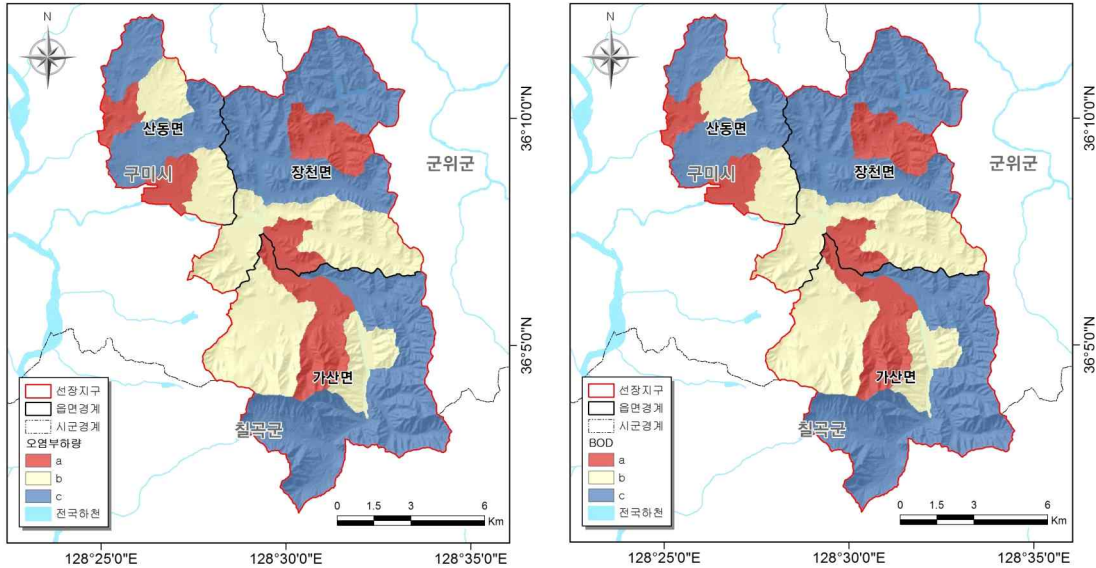 N
36°10'0"N
산동면
구미시
장천면
군위군
36°5'0"N
가산면
칠곡군
선장지구
읍면경계
시군경계
오염부하량
a
b
c
전국하천
0 1.5 3 6
Km
128°25'0"E 128°30'0"E 128°35'0"E
N
36°10'0"N
산동면
구미시
장천면
군위군
36°5'0"N
가산면
칠곡군
선장지구
읍면경계
시군경계
BOD
a
b
c
전국하천
0 1.5 3 6
Km
128°25'0"E 128°30'0"E 128°35'0"E